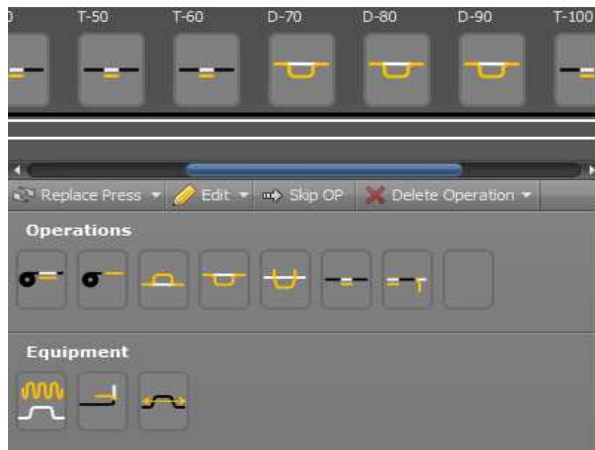 T-50 T-60 D-70 D-80 D-90 T-100
Replace Press Edit Skip OP Delete Operation
Operations
Equipment